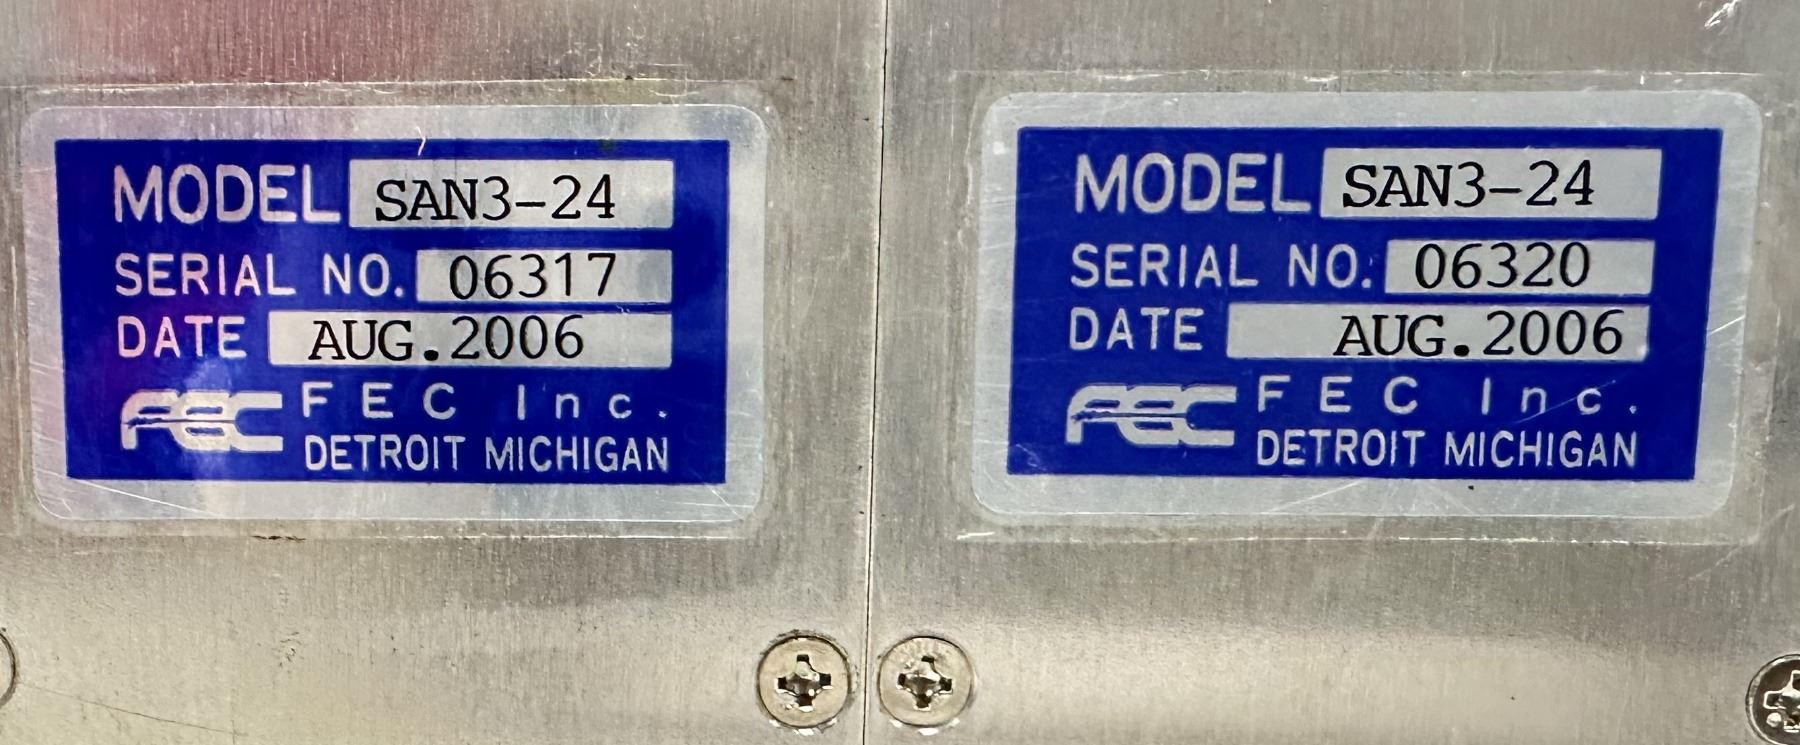 MODEL SAN3-24
SERIAL NO. 06317
DATE AUG.2006
FEC FEC Inc.
DETROIT MICHIGAN
MODEL SAN3-24
SERIAL NO. 06320
DATE AUG.2006
FEC FEC Inc.
DETROIT MICHIGAN